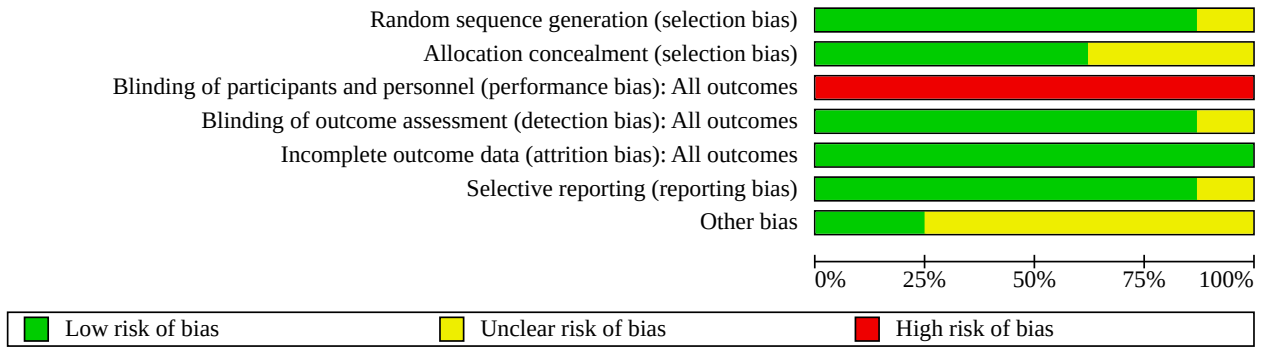 Random sequence generation (selection bias)
Allocation concealment (selection bias)
Blinding of participants and personnel (performance bias): All outcomes
Blinding of outcome assessment (detection bias): All outcomes
Incomplete outcome data (attrition bias): All outcomes
Selective reporting (reporting bias)
Other bias
0% 25% 50% 75% 100%
Low risk of bias Unclear risk of bias High risk of bias